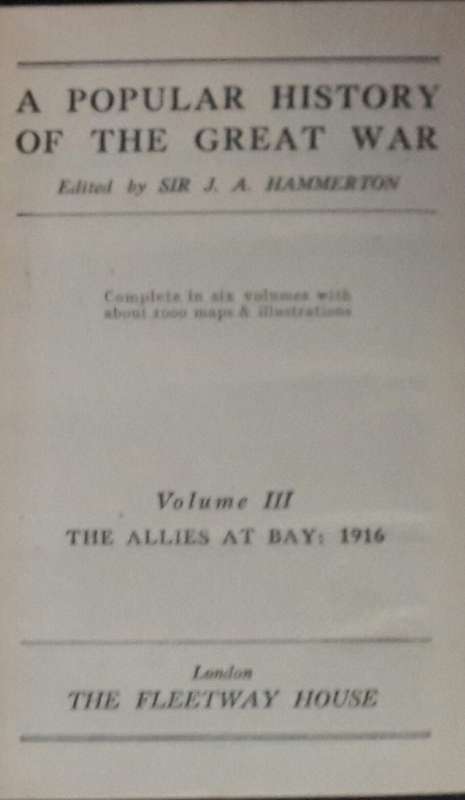 A POPULAR HISTORY
OF THE GREAT WAR
Edited by SIR J. A. HAMMERTON
Complete in six volumes with
about 1000 maps & illustrations
Volume III
THE ALLIES AT BAY: 1916
London
THE FLEETWAY HOUSE